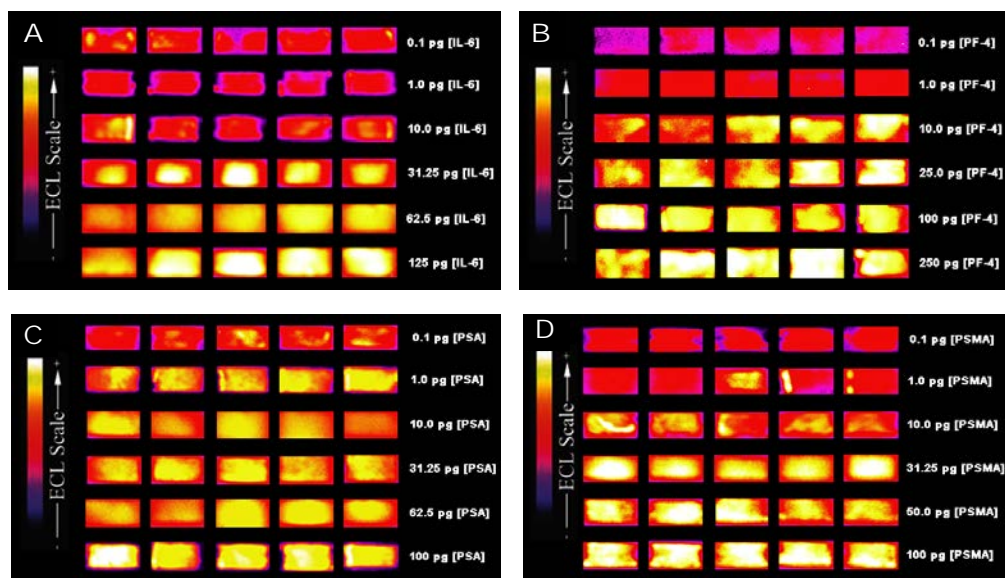 A
ECL Scale
+
-
0.1 pg [IL-6]
1.0 pg [IL-6]
10.0 pg [IL-6]
31.25 pg [IL-6]
62.5 pg [IL-6]
125 pg [IL-6]
B
ECL Scale
+
-
0.1 pg [PF-4]
1.0 pg [PF-4]
10.0 pg [PF-4]
25.0 pg [PF-4]
100 pg [PF-4]
250 pg [PF-4]
C
ECL Scale
+
-
0.1 pg [PSA]
1.0 pg [PSA]
10.0 pg [PSA]
31.25 pg [PSA]
62.5 pg [PSA]
100 pg [PSA]
D
ECL Scale
+
-
0.1 pg [PSMA]
1.0 pg [PSMA]
10.0 pg [PSMA]
31.25 pg [PSMA]
50.0 pg [PSMA]
100 pg [PSMA]